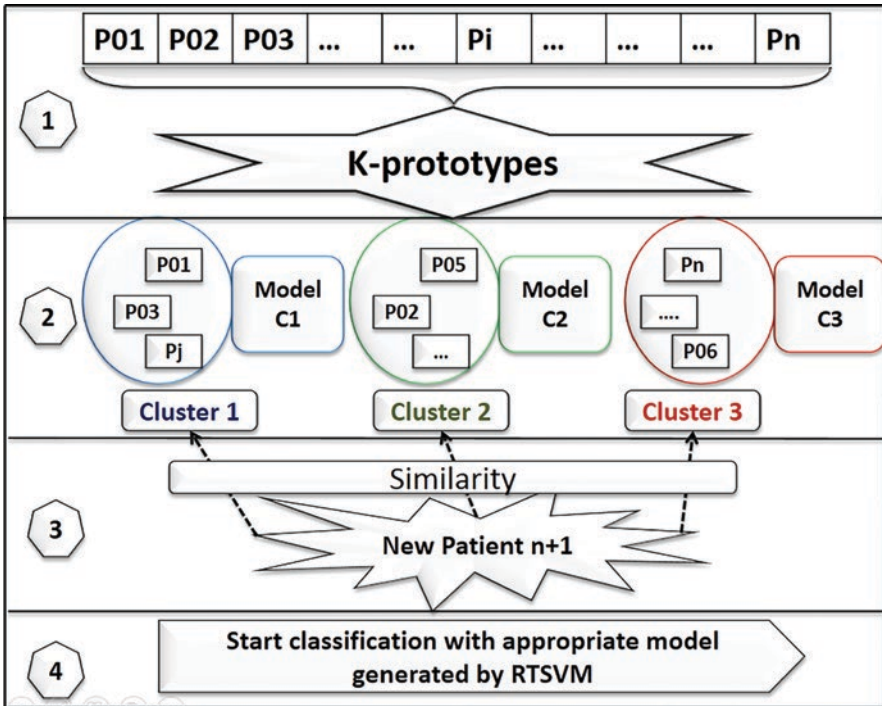 P01 P02 P03 ... ... Pi ... ... ... Pn
1
K-prototypes
2
P01
P03
Pj
Model
C1
P05
P02
...
Model
C2
Pn
....
P06
Model
C3
Cluster 1
Cluster 2
Cluster 3
Similarity
3
New Patient n+1
4
Start classification with appropriate model
generated by RTSVM